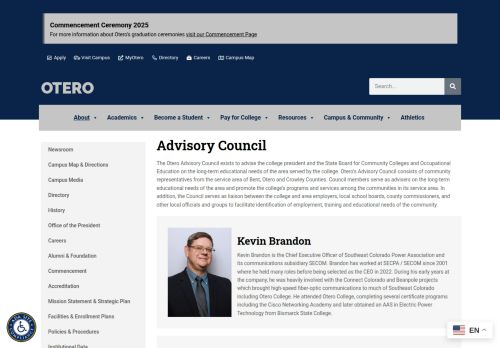 Commencement Ceremony 2025
For more information about Otero's graduation ceremonies visit our Commencement Page
Apply Visit Campus MyOtero Directory Careers Campus Map
OTERO
Search...
About Academics Become a Student Pay for College Resources Campus & Community Athletics
Newsroom
Campus Map & Directions
Campus Media
Directory
History
Office of the President
Careers
Alumni & Foundation
Commencement
Accreditation
Mission Statement & Strategic Plan
Facilities & Enrollment Plans
Policies & Procedures
Institutional Data
Advisory Council
The Otero Advisory Council exists to advise the college president and the State Board for Community Colleges and Occupational
Education on the long-term educational needs of the area served by the college. Otero's Advisory Council consists of community
representatives from the service area of Bent, Otero and Crowley Counties. Council members serve as advisers on the long-term
educational needs of the area and promote the college's programs and services among the communities in its service area. In
addition, the Council serves as liaison between the college and area employers, local school boards, county commissioners, and
other local officials and groups to facilitate identification of employment, training and educational needs of the community.
Kevin Brandon
Kevin Brandon is the Chief Executive Officer of Southeast Colorado Power Association and
its communications subsidiary SECOM. Brandon has worked at SECPA / SECOM since 2001
where he held many roles before being selected as the CEO in 2022. During his early years at
the company, he was heavily involved with the Connect Colorado and Beanpole projects
which brought high-speed fiber-optic communications to much of Southeast Colorado
including Otero College. He attended Otero College, completing several certificate programs
including the Cisco Networking Academy and later obtained an AAS in Electric Power
Technology from Bismarck State College.
EN